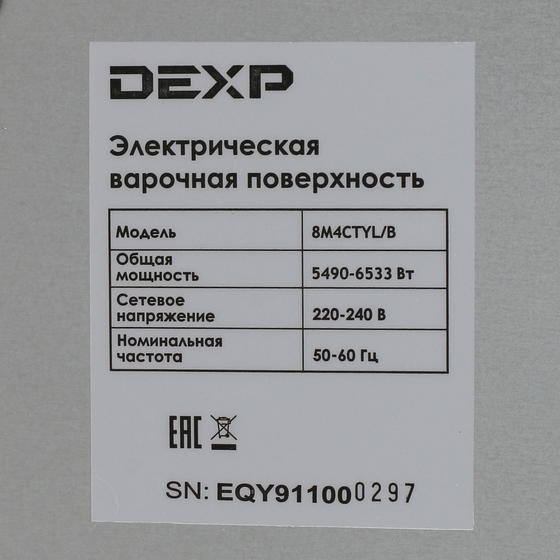 DEXP
Электрическая
варочная поверхность
Модель 8M4CTYL/B
Общая
мощность 5490-6533 Вт
Сетевое
напряжение 220-240 В
Номинальная
частота 50-60 Гц
EAC
SN: EQY911000297